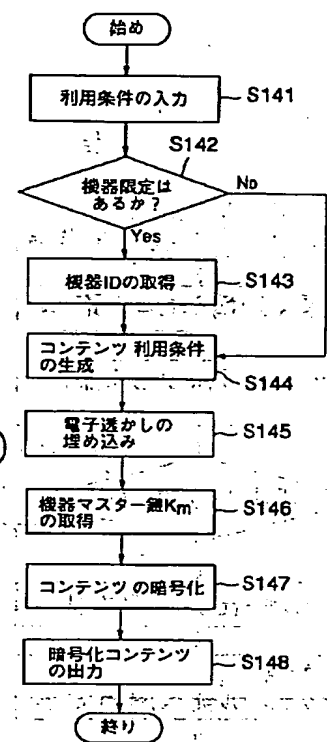 始め
利用条件の入力
S141
S142
機器限定は
あるか?
No
Yes
機器IDの取得
S143
コンテンツ 利用条件
の生成
S144
電子透かしの
埋め込み
S145
機器マスター鍵Km
の取得
S146
コンテンツ の暗号化
S147
暗号化コンテンツ
の出力
S148
終り